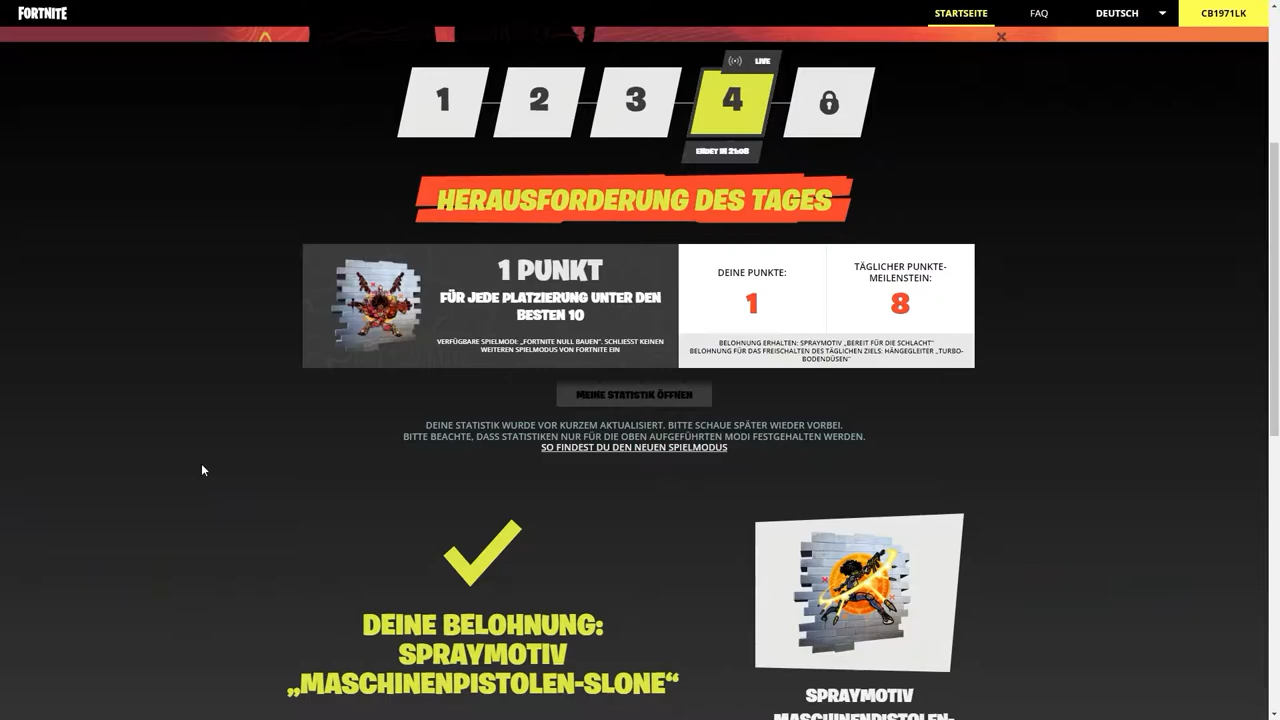 FORTNITE
STARTSEITE
FAQ
DEUTSCH
CB1971LK
LIVE
1
2
3
4
ENDET IN 21:08
HERAUSFORDERUNG DES TAGES
1 PUNKT
FÜR JEDE PLATZIERUNG UNTER DEN
BESTEN 10
VERFÜGBARE SPIELMODI: „FORTNITE NULL BAUEN“. SCHLIESST KEINEN
WEITEREN SPIELMODUS VON FORTNITE EIN
DEINE PUNKTE:
1
TÄGLICHER PUNKTE-
MEILENSTEIN:
8
BELOHNUNG ERHALTEN: SPRAYMOTIV „BEREIT FÜR DIE SCHLACHT“
BELOHNUNG FÜR DAS FREISCHALTEN DES TÄGLICHEN ZIELS: HÄNGEGLEITER „TURBO-
BODENDÜSEN“
MEINE STATISTIK ÖFFNEN
DEINE STATISTIK WURDE VOR KURZEM AKTUALISIERT. BITTE SCHAUE SPÄTER WIEDER VORBEI.
BITTE BEACHTE, DASS STATISTIKEN NUR FÜR DIE OBEN AUFGEFÜHRTEN MODI FESTGEHALTEN WERDEN.
SO FINDEST DU DEN NEUEN SPIELMODUS
DEINE BELOHNUNG:
SPRAYMOTIV
„MASCHINENPISTOLEN-SLONE“
SPRAYMOTIV
MASCHINENPISTOLEN-